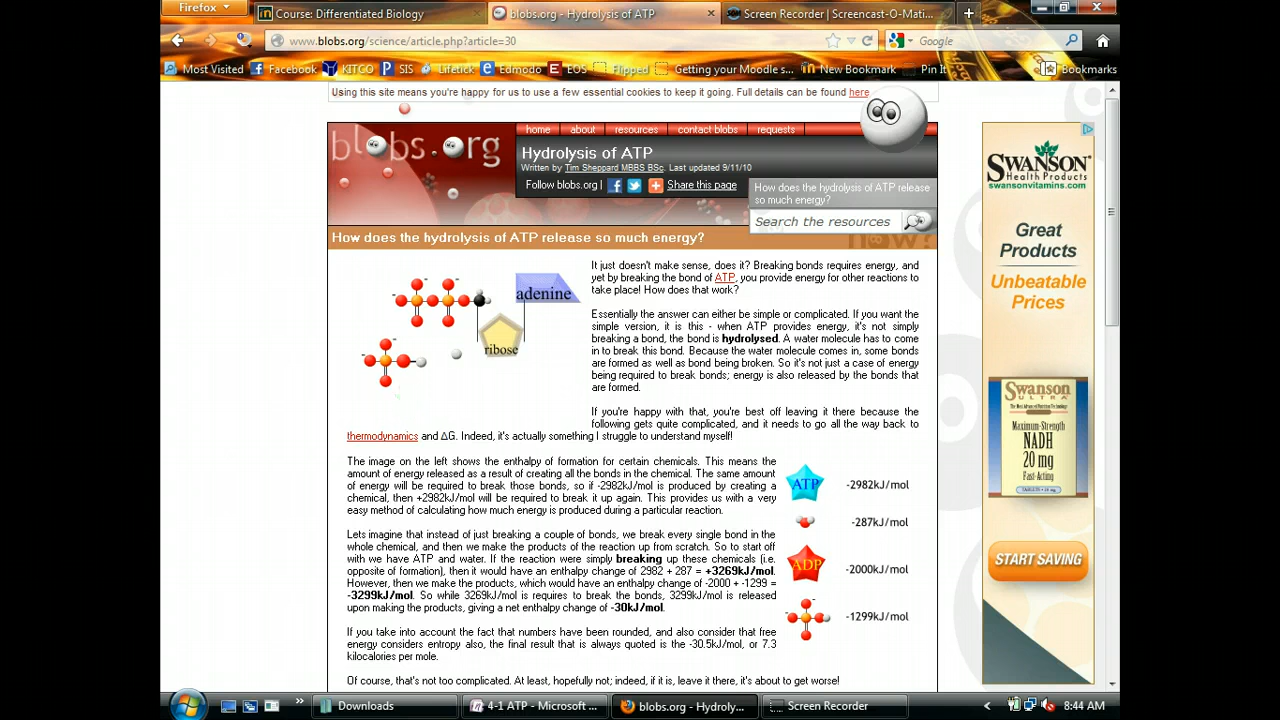 Firefox
Course: Differentiated Biology
blobs.org - Hydrolysis of ATP
Screen Recorder | Screencast-O-Mati...
www.blobs.org/science/article.php?article=30
Google
Most Visited
Facebook
KITCO
SIS
Lifetick
Edmodo
EOS
Flipped
Getting your Moodle s...
New Bookmark
Pin It
Bookmarks
Using this site means you're happy for us to use a few essential cookies to keep it going. Full details can be found here.
blobs.org
home
about
resources
contact blobs
requests
Hydrolysis of ATP
Written by Tim Sheppard MBBS BSc. Last updated 9/11/10
Follow blobs.org |
Share this page
How does the hydrolysis of ATP release
so much energy?
Search the resources
How does the hydrolysis of ATP release so much energy?
adenine
ribose
It just doesn't make sense, does it? Breaking bonds requires energy, and
yet by breaking the bond of ATP, you provide energy for other reactions to
take place! How does that work?
Essentially the answer can either be simple or complicated. If you want the
simple version, it is this - when ATP provides energy, it's not simply
breaking a bond, the bond is hydrolysed. A water molecule has to come
in to break this bond. Because the water molecule comes in, some bonds
are formed as well as bond being broken. So it's not just a case of energy
being required to break bonds; energy is also released by the bonds that
are formed.
If you're happy with that, you're best off leaving it there because the
following gets quite complicated, and it needs to go all the way back to
thermodynamics and ΔG. Indeed, it's actually something I struggle to understand myself!
The image on the left shows the enthalpy of formation for certain chemicals. This means the
amount of energy released as a result of creating all the bonds in the chemical. The same amount
of energy will be required to break those bonds, so if -2982kJ/mol is produced by creating a
chemical, then +2982kJ/mol will be required to break it up again. This provides us with a very
easy method of calculating how much energy is produced during a particular reaction.
Lets imagine that instead of just breaking a couple of bonds, we break every single bond in the
whole chemical, and then we make the products of the reaction up from scratch. So to start off
with we have ATP and water. If the reaction were simply breaking up these chemicals (i.e.
opposite of formation), then it would have an enthalpy change of 2982 + 287 = +3269kJ/mol.
However, then we make the products, which would have an enthalpy change of -2000 + -1299 =
-3299kJ/mol. So while 3269kJ/mol is requires to break the bonds, 3299kJ/mol is released
upon making the products, giving a net enthalpy change of -30kJ/mol.
If you take into account the fact that numbers have been rounded, and also consider that free
energy considers entropy also, the final result that is always quoted is the -30.5kJ/mol, or 7.3
kilocalories per mole.
Of course, that's not too complicated. At least, hopefully not; indeed, if it is, leave it there, it's about to get worse!
ATP
-2982kJ/mol
-287kJ/mol
ADP
-2000kJ/mol
-1299kJ/mol
SWANSON
Health Products
swansonvitamins.com
Great
Products
Unbeatable
Prices
Swanson
ULTRA
Maximum-Strength
NADH
20 mg
Fast-Acting
START SAVING
Downloads
4-1 ATP - Microsoft ...
blobs.org - Hydroly...
Screen Recorder
8:44 AM